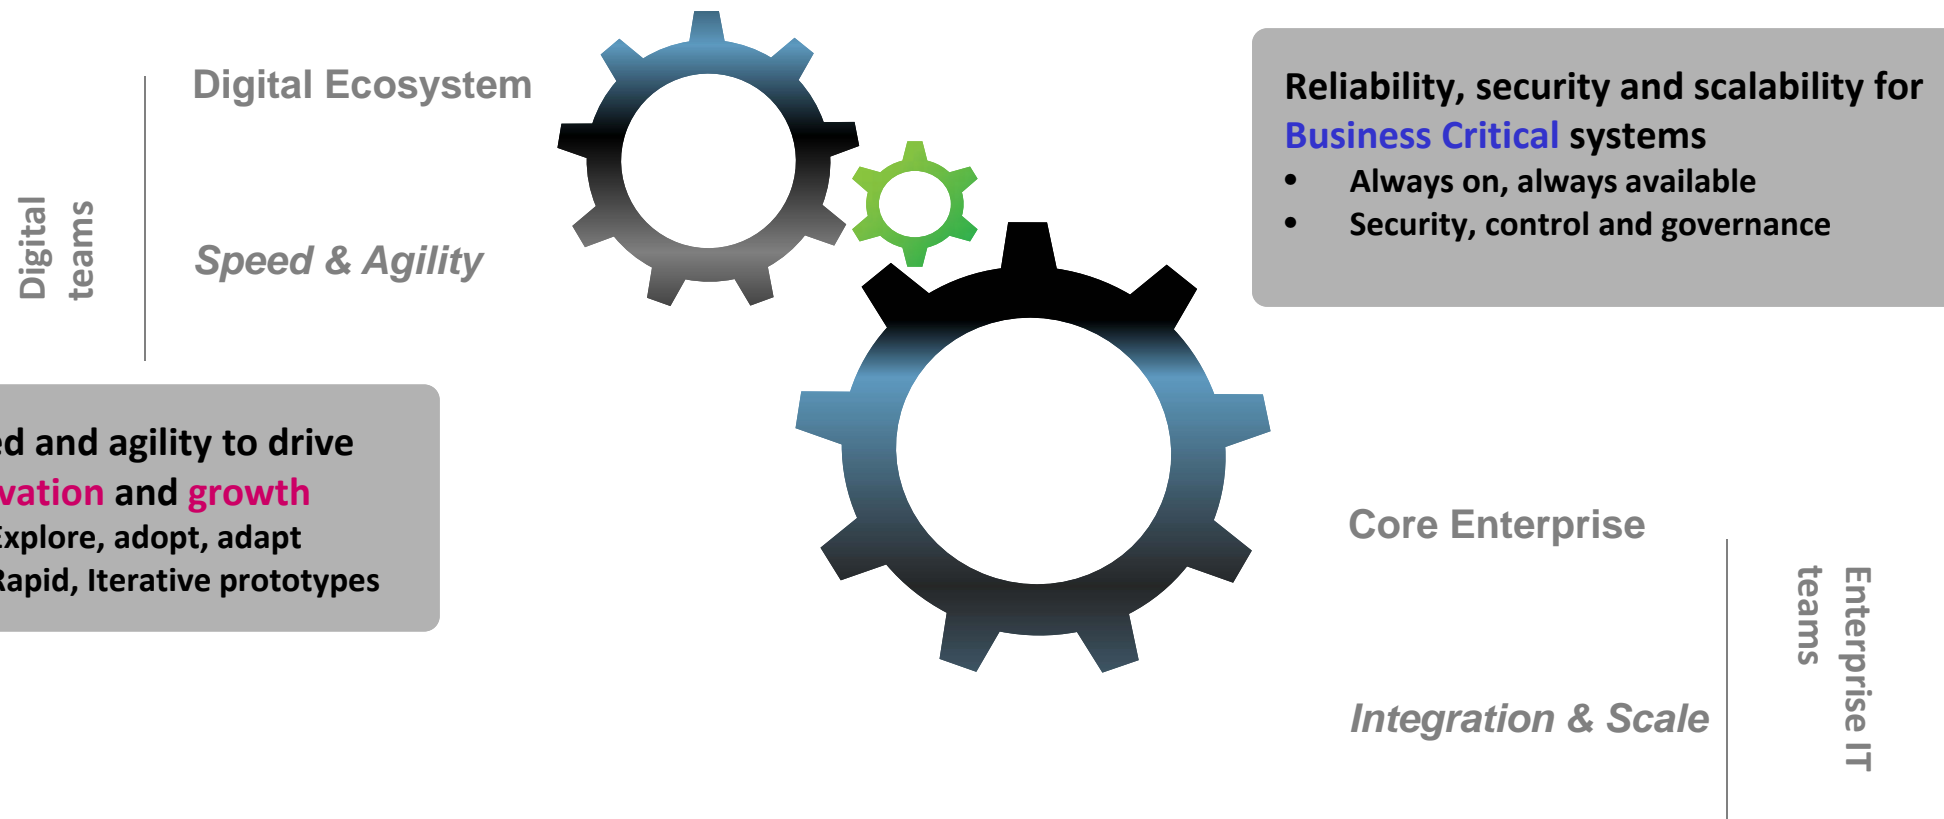 Digital Ecosystem
Digital
teams
Speed & Agility
Reliability, security and scalability for
Business Critical systems
• Always on, always available
• Security, control and governance
and agility to drive
and growth
Explore, adopt, adapt
Rapid, Iterative prototypes
Core Enterprise
Integration & Scale
Enterprise IT
teams